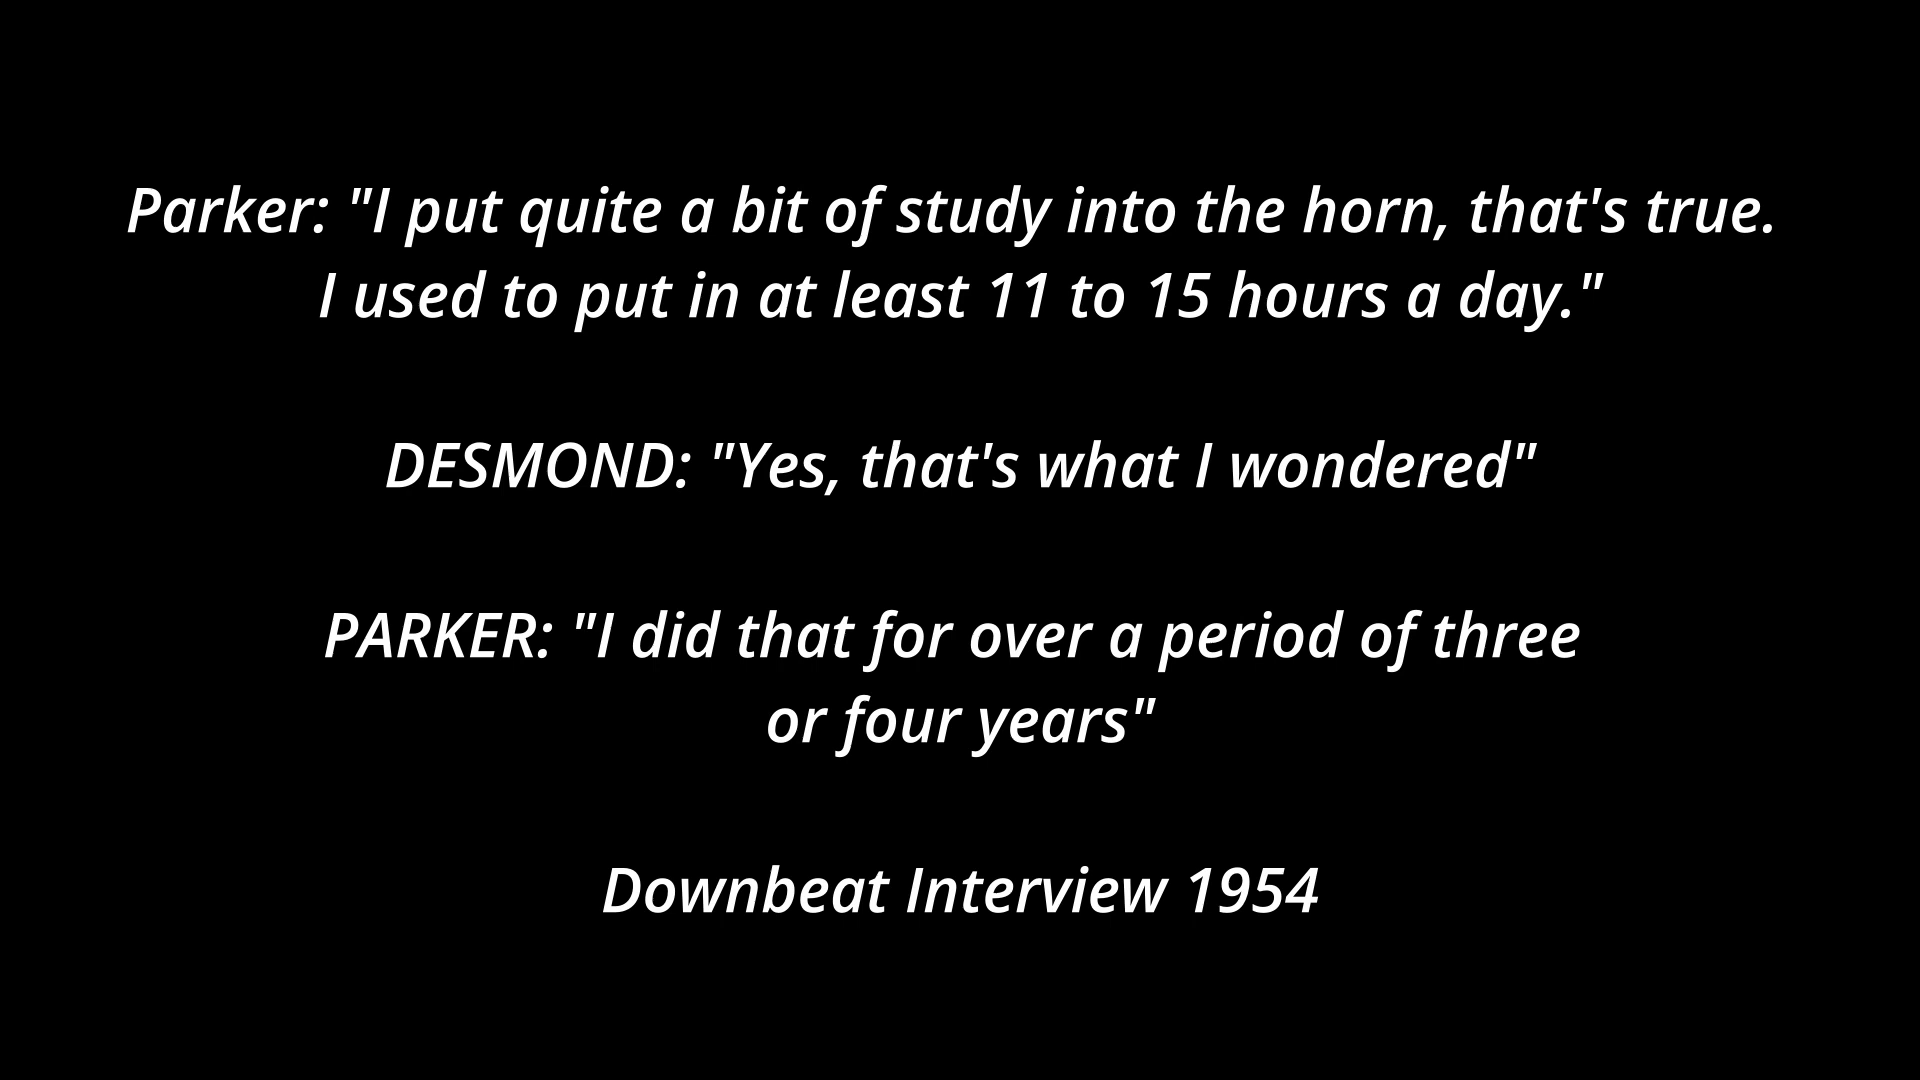 Parker: "I put quite a bit of study into the horn, that's true.
I used to put in at least 11 to 15 hours a day."
DESMOND: "Yes, that's what I wondered"
PARKER: "I did that for over a period of three
or four years"
Downbeat Interview 1954